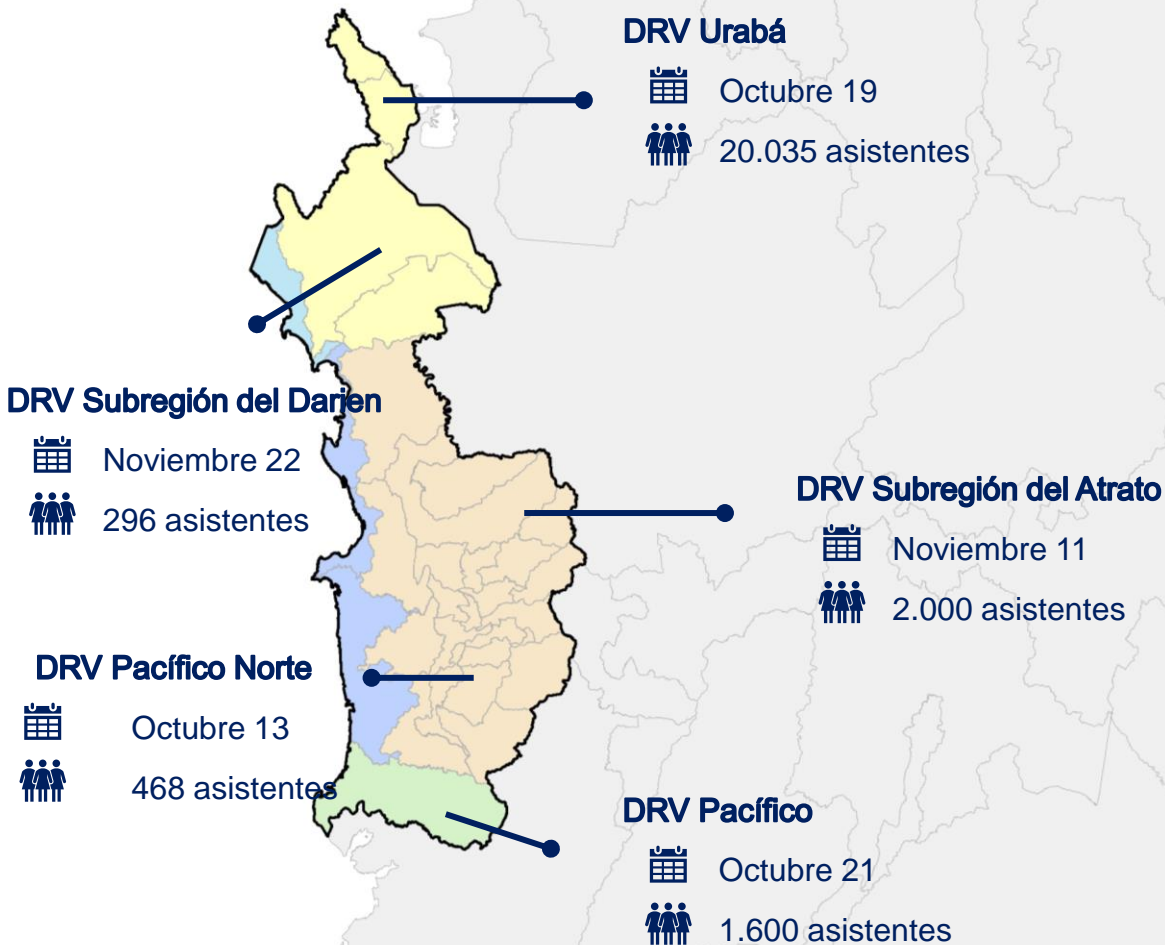 DRV Urabá
Octubre 19
20.035 asistentes
DRV Subregión del Darien
Noviembre 22
296 asistentes
DRV Subregión del Atrato
Noviembre 11
2.000 asistentes
DRV Pacífico Norte
Octubre 13
468 asistentes
DRV Pacífico
Octubre 21
1.600 asistentes